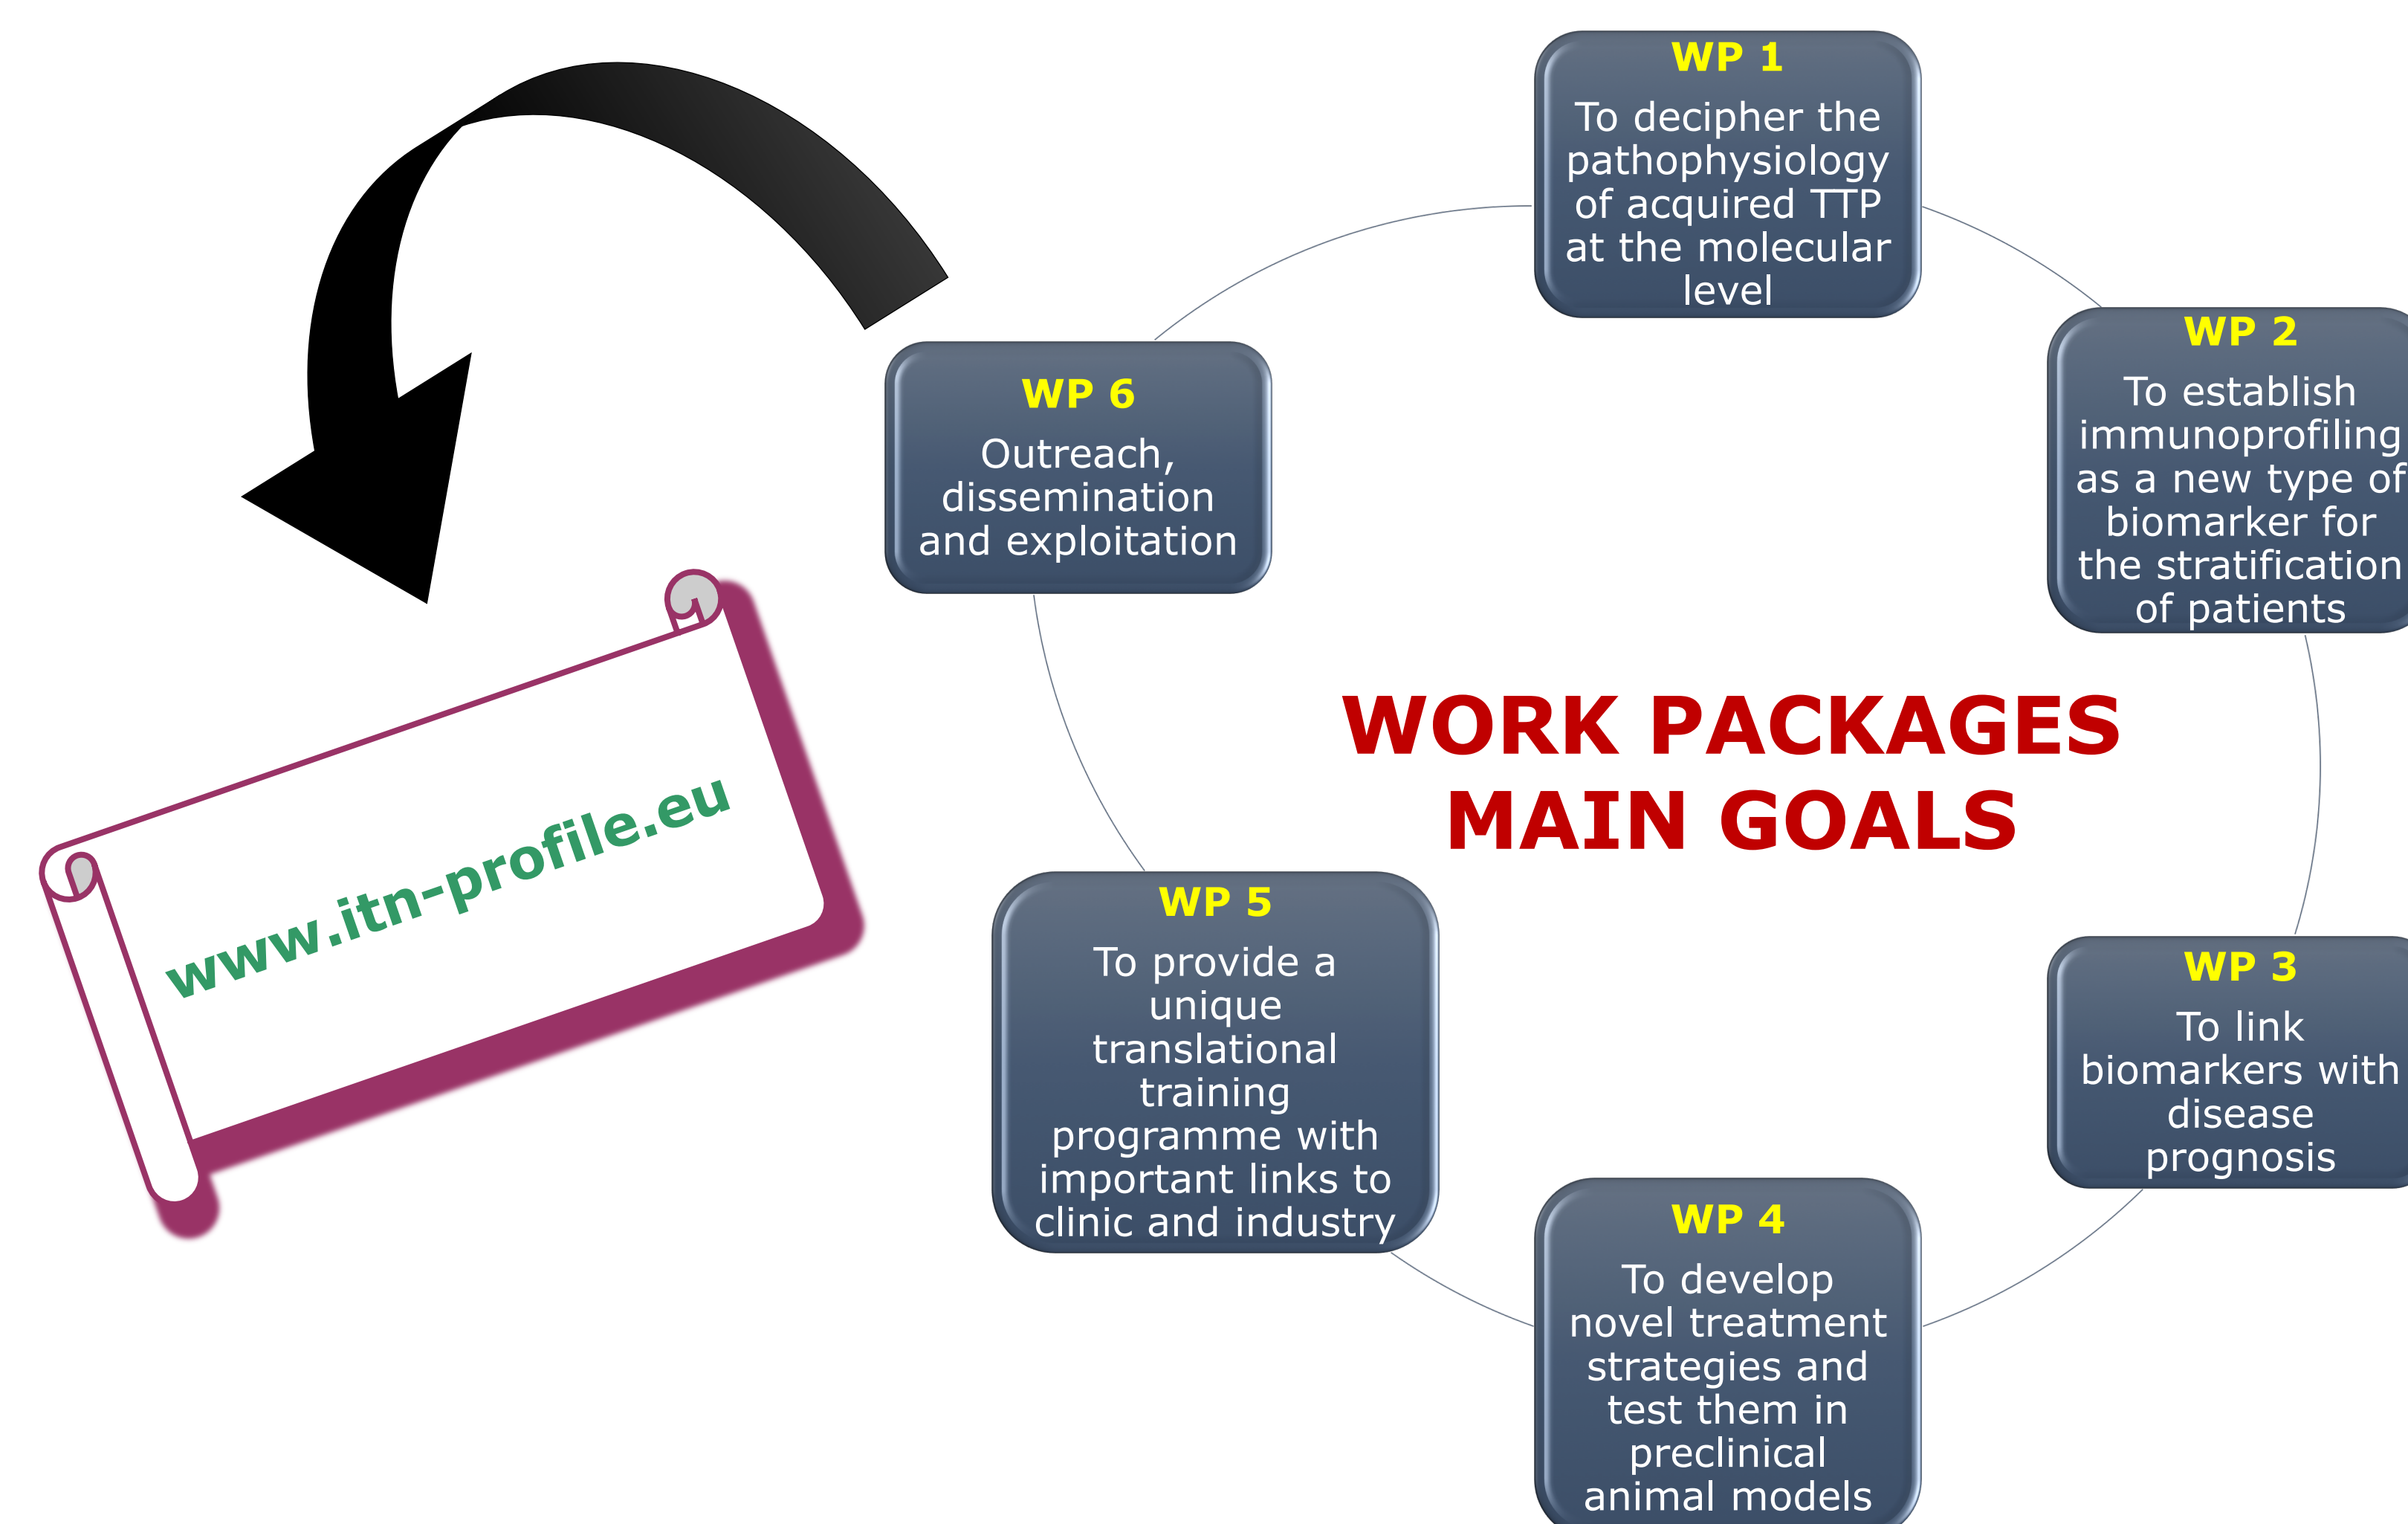 WP 1
To decipher the
pathophysiology
of acquired TTP
at the molecular
level
WP 2
To establish
immunoprofiling
as a new type of
biomarker for
the stratification
of patients
WP 3
To link
biomarkers with
disease
prognosis
WP 4
To develop
novel treatment
strategies and
test them in
preclinical
animal models
WP 5
To provide a
unique
translational
training
programme with
important links to
clinic and industry
WP 6
Outreach,
dissemination
and exploitation
WORK PACKAGES
MAIN GOALS
www.itn-profile.eu